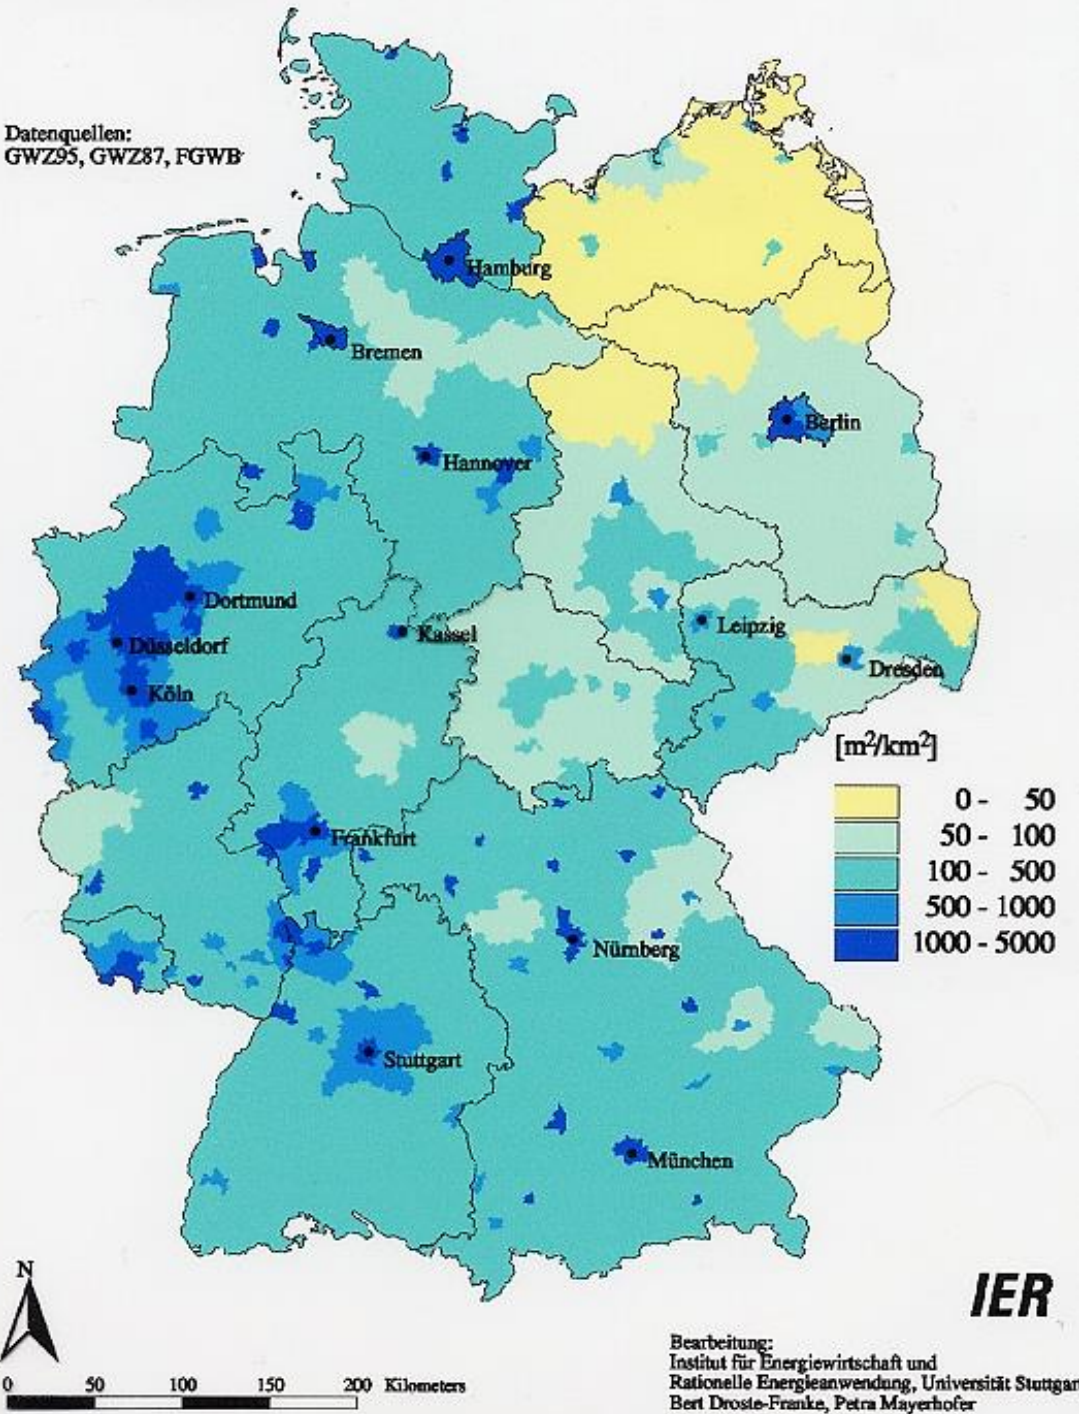 Datenquellen:
GWZ95, GWZ87, FGWB
Hamburg
Bremen
Berlin
Hannover
Dortmund
Kassel
Leipzig
Düsseldorf
Dresden
Köln
[m²/km²]
0 - 50
50 - 100
100 - 500
500 - 1000
1000 - 5000
Frankfurt
Nürnberg
Stuttgart
München
N
IER
0 50 100 150 200 Kilometers
Bearbeitung:
Institut für Energiewirtschaft und
Rationelle Energieanwendung, Universität Stuttgart
Bert Droste-Franke, Petra Mayerhofer